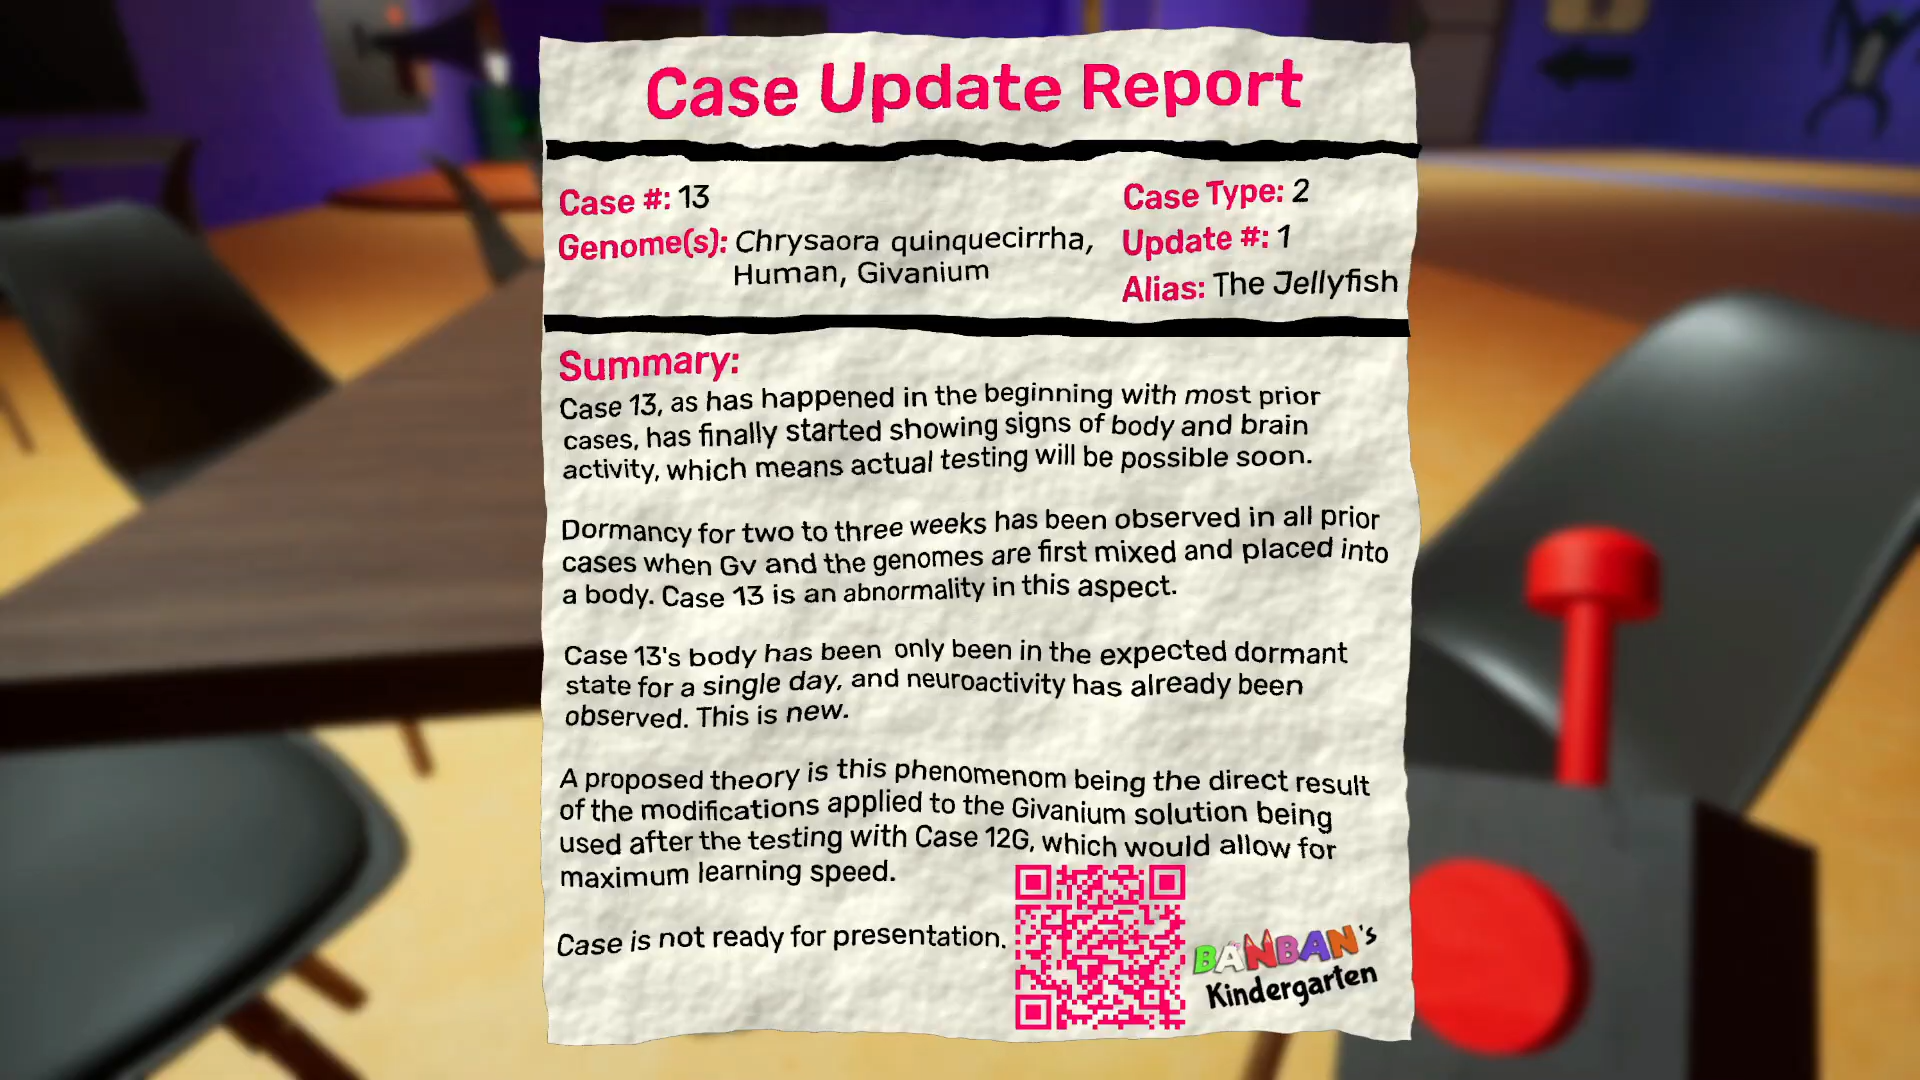 Case Update Report
Case #: 13
Case Type: 2
Genome(s): Chrysaora quinquecirrha,
Human, Givanium
Update #: 1
Alias: The Jellyfish
Summary:
Case 13, as has happened in the beginning with most prior
cases, has finally started showing signs of body and brain
activity, which means actual testing will be possible soon.
Dormancy for two to three weeks has been observed in all prior
cases when Gv and the genomes are first mixed and placed into
a body. Case 13 is an abnormality in this aspect.
Case 13's body has been only been in the expected dormant
state for a single day, and neuroactivity has already been
observed. This is new.
A proposed theory is this phenomenom being the direct result
of the modifications applied to the Givanium solution being
used after the testing with Case 12G, which would allow for
maximum learning speed.
Case is not ready for presentation.
BANBAN's
Kindergarten